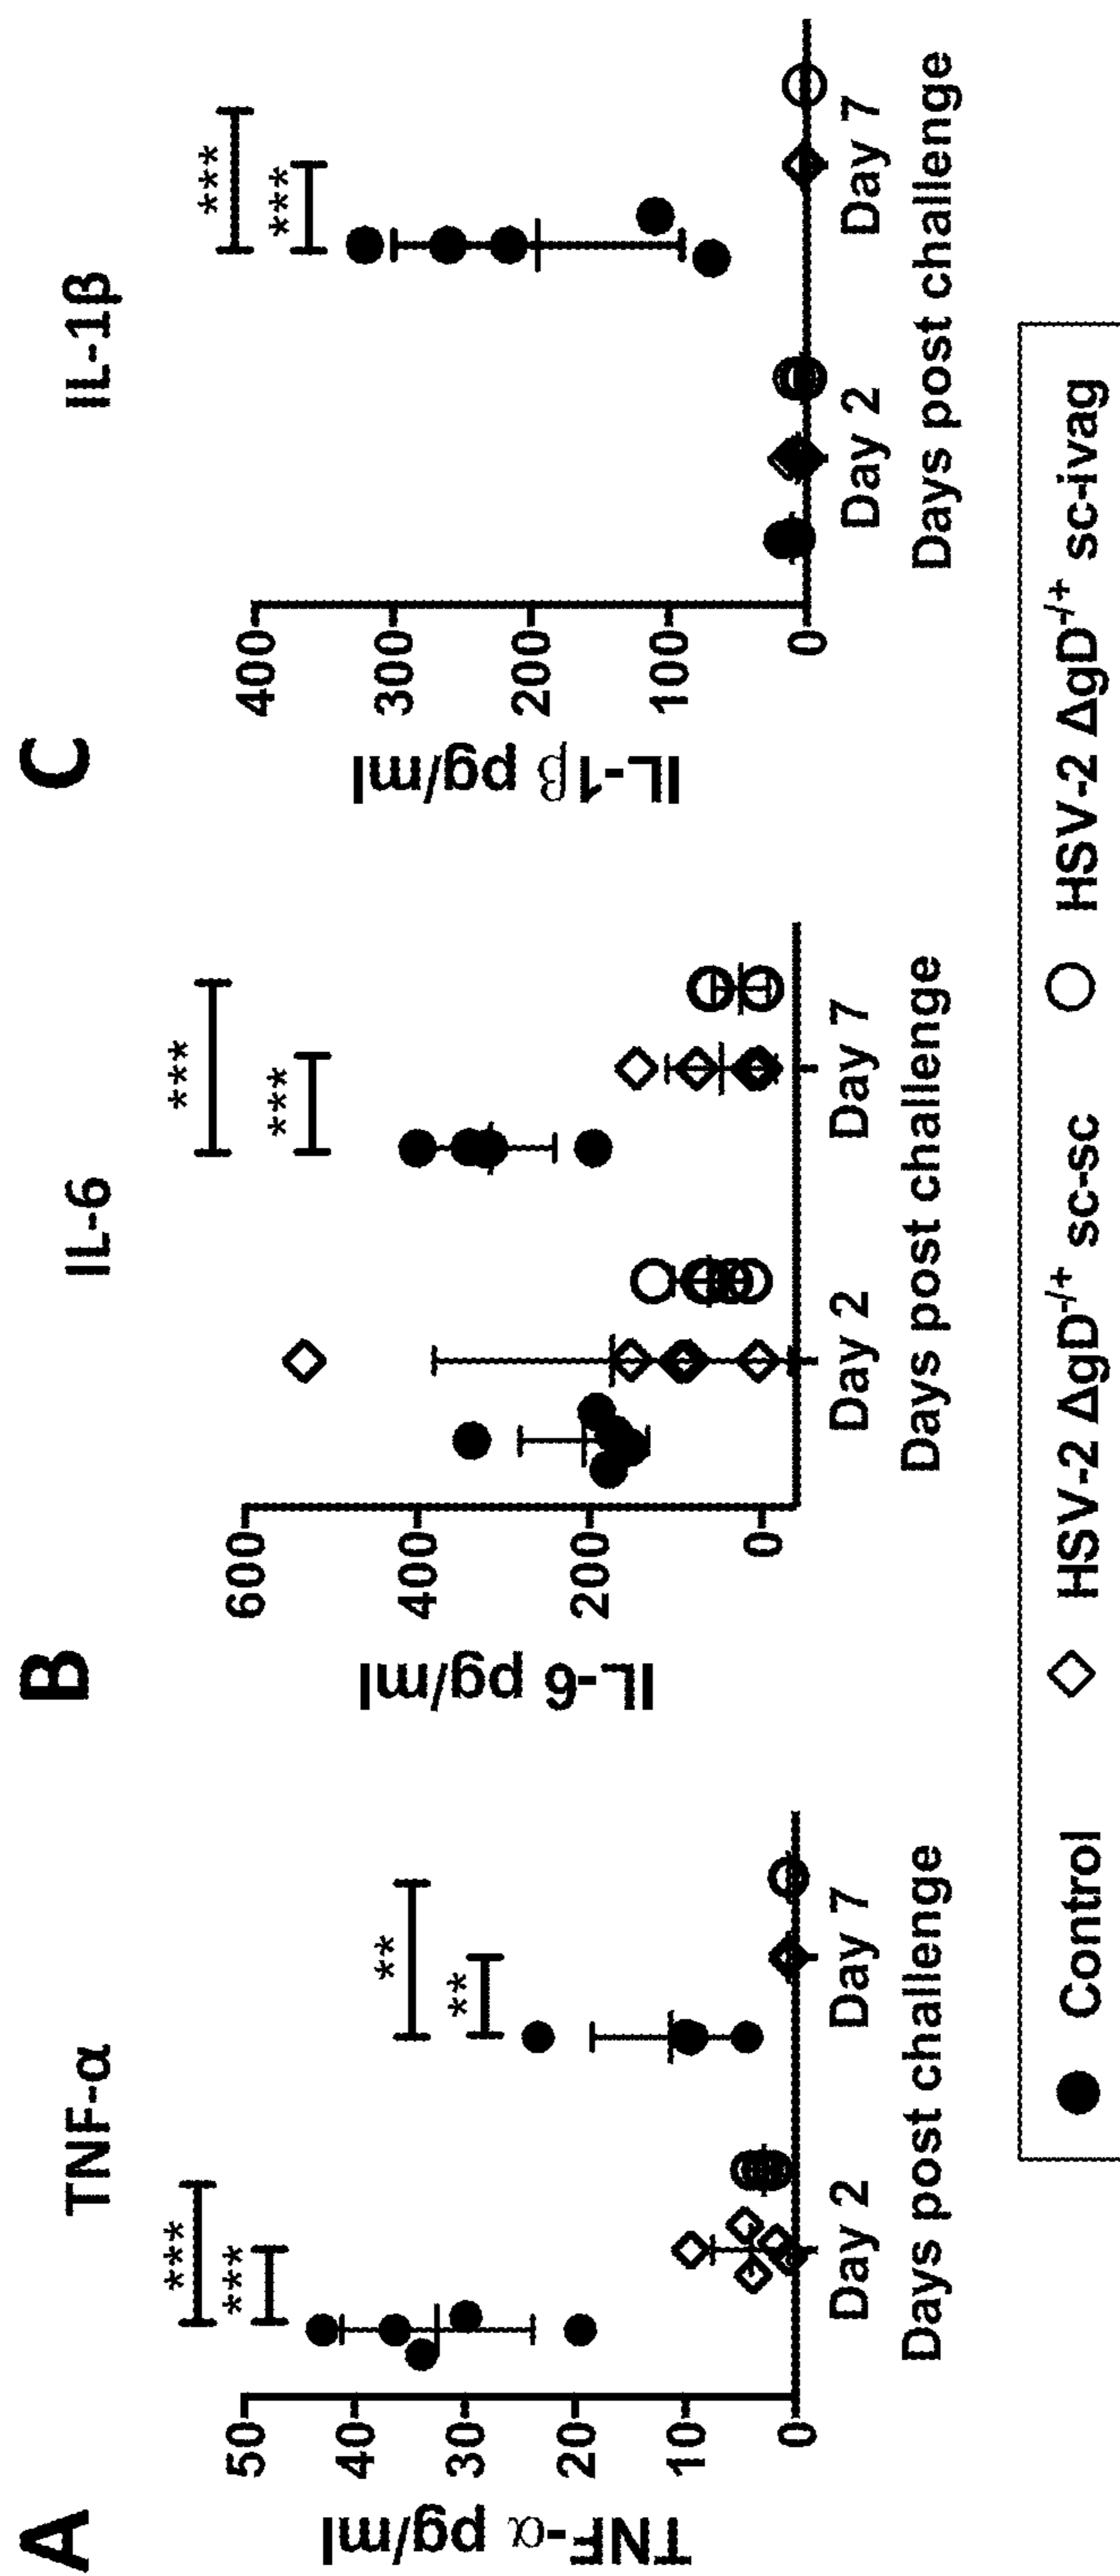 A
TNF-α
TNF-α pg/ml
50
40
30
20
10
0
***
***
**
**
Day 2
Day 7
Days post challenge
B
IL-6
IL-6 pg/ml
600
400
200
0
***
***
Day 2
Day 7
Days post challenge
C
IL-1β
IL-1β pg/ml
400
300
200
100
0
***
***
Day 2
Day 7
Days post challenge
Control
HSV-2 ΔgD-/+ sc-sc
HSV-2 ΔgD-/+ sc-ivag